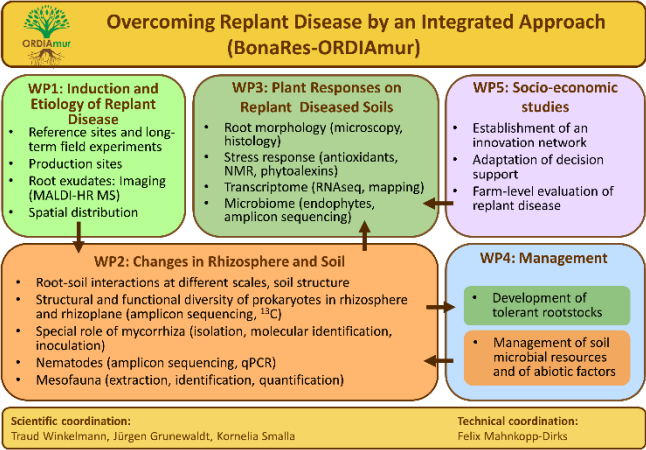 ORDIAmur
Overcoming Replant Disease by an Integrated Approach
(BonaRes-ORDIAmur)
WP1: Induction and
Etiology of Replant
Disease
• Reference sites and long-
term field experiments
• Production sites
• Root exudates: Imaging
(MALDI-HR MS)
• Spatial distribution
WP3: Plant Responses on
Replant Diseased Soils
• Root morphology (microscopy,
histology)
• Stress response (antioxidants,
NMR, phytoalexins)
• Transcriptome (RNAseq, mapping)
• Microbiome (endophytes,
amplicon sequencing)
WP5: Socio-economic
studies
• Establishment of an
innovation network
• Adaptation of decision
support
• Farm-level evaluation of
replant disease
WP2: Changes in Rhizosphere and Soil
• Root-soil interactions at different scales, soil structure
• Structural and functional diversity of prokaryotes in rhizosphere
and rhizoplane (amplicon sequencing, ¹³C)
• Special role of mycorrhiza (isolation, molecular identification,
inoculation)
• Nematodes (amplicon sequencing, qPCR)
• Mesofauna (extraction, identification, quantification)
WP4: Management
• Development of
tolerant rootstocks
• Management of soil
microbial resources
and of abiotic factors
Scientific coordination:
Traud Winkelmann, Jürgen Grunewaldt, Kornelia Smalla
Technical coordination:
Felix Mahnkopp-Dirks